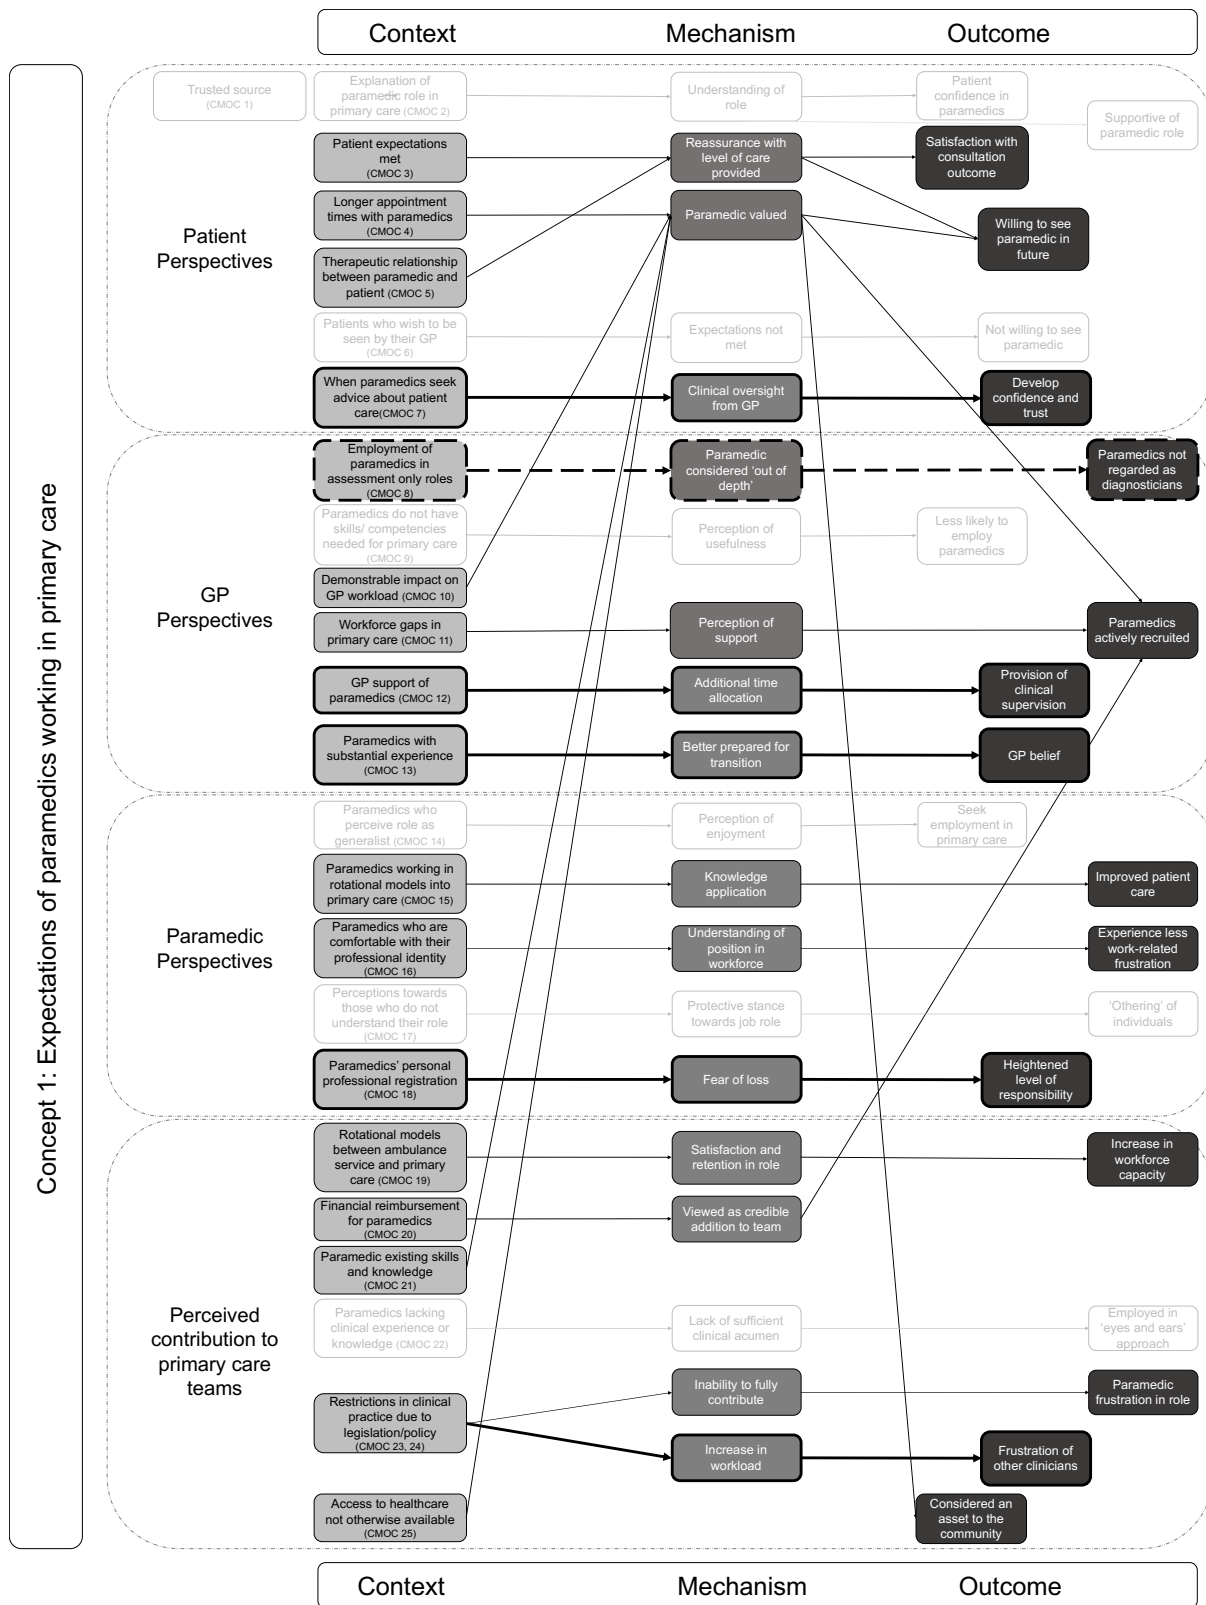 Context Mechanism Outcome
Concept 1: Expectations of paramedics working in primary care
Patient
Perspectives
Trusted source
(CMOC 1)
Explanation of
paramedic role in
primary care (CMOC 2)
Understanding of
role
Patient
confidence in
paramedics
Supportive of
paramedic role
Patient expectations
met
(CMOC 3)
Reassurance with
level of care
provided
Satisfaction with
consultation
outcome
Longer appointment
times with paramedics
(CMOC 4)
Paramedic valued
Willing to see
paramedic in
future
Therapeutic relationship
between paramedic and
patient (CMOC 5)
Patients who wish to be
seen by their GP
(CMOC 6)
Expectations not
met
Not willing to see
paramedic
When paramedics seek
advice about patient
care(CMOC 7)
Clinical oversight
from GP
Develop
confidence and
trust
GP
Perspectives
Employment of
paramedics in
assessment only roles
(CMOC 8)
Paramedic
considered ‘out of
depth’
Paramedics not
regarded as
diagnosticians
Paramedics do not have
skills/ competencies
needed for primary care
(CMOC 9)
Perception of
usefulness
Less likely to
employ
paramedics
Demonstrable impact on
GP workload (CMOC 10)
Workforce gaps in
primary care (CMOC 11)
Perception of
support
Paramedics
actively recruited
GP support of
paramedics (CMOC 12)
Additional time
allocation
Provision of
clinical
supervision
Paramedics with
substantial experience
(CMOC 13)
Better prepared for
transition
GP belief
Paramedic
Perspectives
Paramedics who
perceive role as
generalist (CMOC 14)
Perception of
enjoyment
Seek
employment in
primary care
Paramedics working in
rotational models into
primary care (CMOC 15)
Knowledge
application
Improved patient
care
Paramedics who are
comfortable with their
professional identity
(CMOC 16)
Understanding of
position in
workforce
Experience less
work-related
frustration
Perceptions towards
those who do not
understand their role
(CMOC 17)
Protective stance
towards job role
‘Othering’ of
individuals
Paramedics’ personal
professional registration
(CMOC 18)
Fear of loss
Heightened
level of
responsibility
Perceived
contribution to
primary care
teams
Rotational models
between ambulance
service and primary
care (CMOC 19)
Satisfaction and
retention in role
Increase in
workforce
capacity
Financial reimbursement
for paramedics
(CMOC 20)
Viewed as credible
addition to team
Paramedic existing skills
and knowledge
(CMOC 21)
Paramedics lacking
clinical experience or
knowledge (CMOC 22)
Lack of sufficient
clinical acumen
Employed in
‘eyes and ears’
approach
Restrictions in clinical
practice due to
legislation/policy
(CMOC 23, 24)
Inability to fully
contribute
Paramedic
frustration in role
Increase in
workload
Frustration of
other clinicians
Access to healthcare
not otherwise available
(CMOC 25)
Considered an
asset to the
community
Context Mechanism Outcome